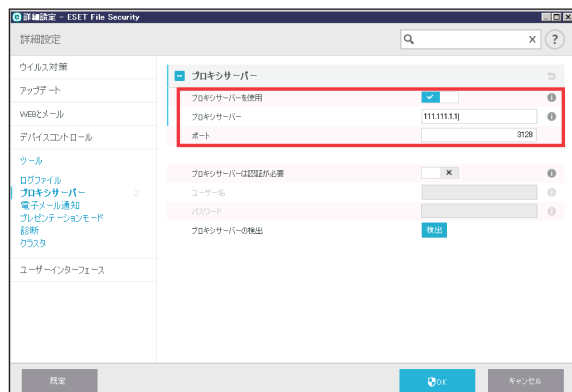 詳細設定 - ESET File Security
詳細設定
?
ウイルス対策
アップデート
WEBとメール
デバイスコントロール
ツール
ログファイル
プロキシサーバー 2
電子メール通知
プレゼンテーションモード
診断
クラスタ
ユーザーインターフェース
プロキシサーバー
プロキシサーバーを使用
プロキシサーバー 111.111.1.1
ポート 3128
プロキシサーバーは認証が必要
ユーザー名
パスワード
プロキシサーバーの検出 検出
既定
OK
キャンセル